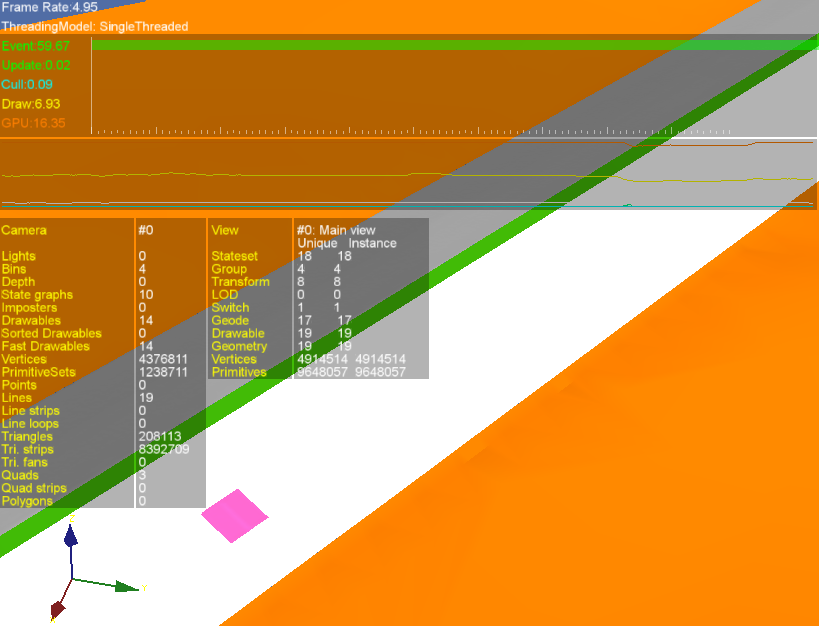 Frame Rate:4.95
ThreadingModel: SingleThreaded
Event:59.67
Update:0.02
Cull:0.09
Draw:6.93
GPU:16.35
Camera #0
Lights 0
Bins 4
Depth 0
State graphs 10
Imposters 0
Drawables 14
Sorted Drawables 0
Fast Drawables 14
Vertices 4376811
PrimitiveSets 1238711
Points 0
Lines 19
Line strips 0
Line loops 0
Triangles 208113
Tri. strips 8392709
Tri. fans 0
Quads 3
Quad strips 0
Polygons 0
View #0: Main view
Unique Instance
Stateset 18 18
Group 4 4
Transform 8 8
LOD 0 0
Switch 1 1
Geode 17 17
Drawable 19 19
Geometry 19 19
Vertices 4914514 4914514
Primitives 9648057 9648057